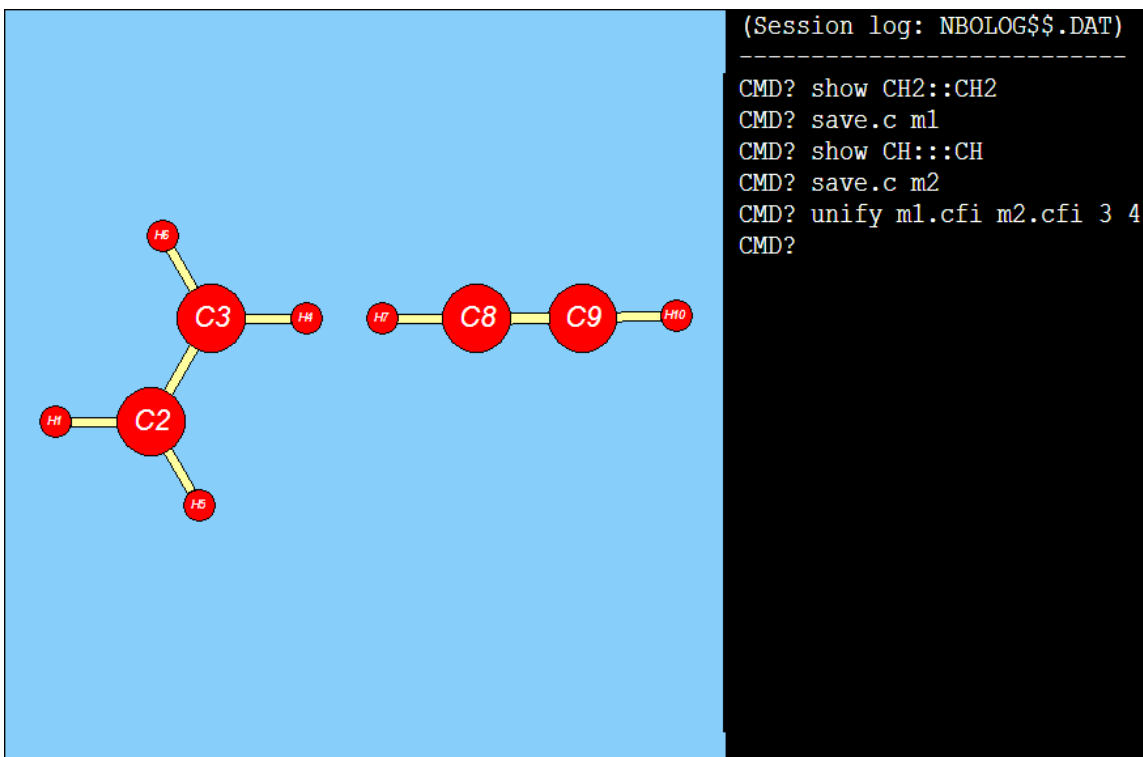 (Session log: NBOLOG$$.DAT)
---------------------------
CMD? show CH2::CH2
CMD? save.c m1
CMD? show CH:::CH
CMD? save.c m2
CMD? unify m1.cfi m2.cfi 3 4
CMD?
H6
C3
H4
H7
C8
C9
H10
H1
C2
H5